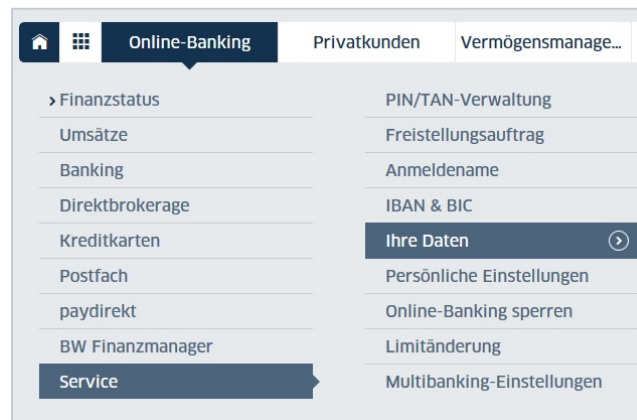 Online-Banking
Privatkunden
Vermögensmanage...
Finanzstatus
Umsätze
Banking
Direktbrokerage
Kreditkarten
Postfach
paydirekt
BW Finanzmanager
Service
PIN/TAN-Verwaltung
Freistellungsauftrag
Anmeldename
IBAN & BIC
Ihre Daten
Persönliche Einstellungen
Online-Banking sperren
Limitänderung
Multibanking-Einstellungen